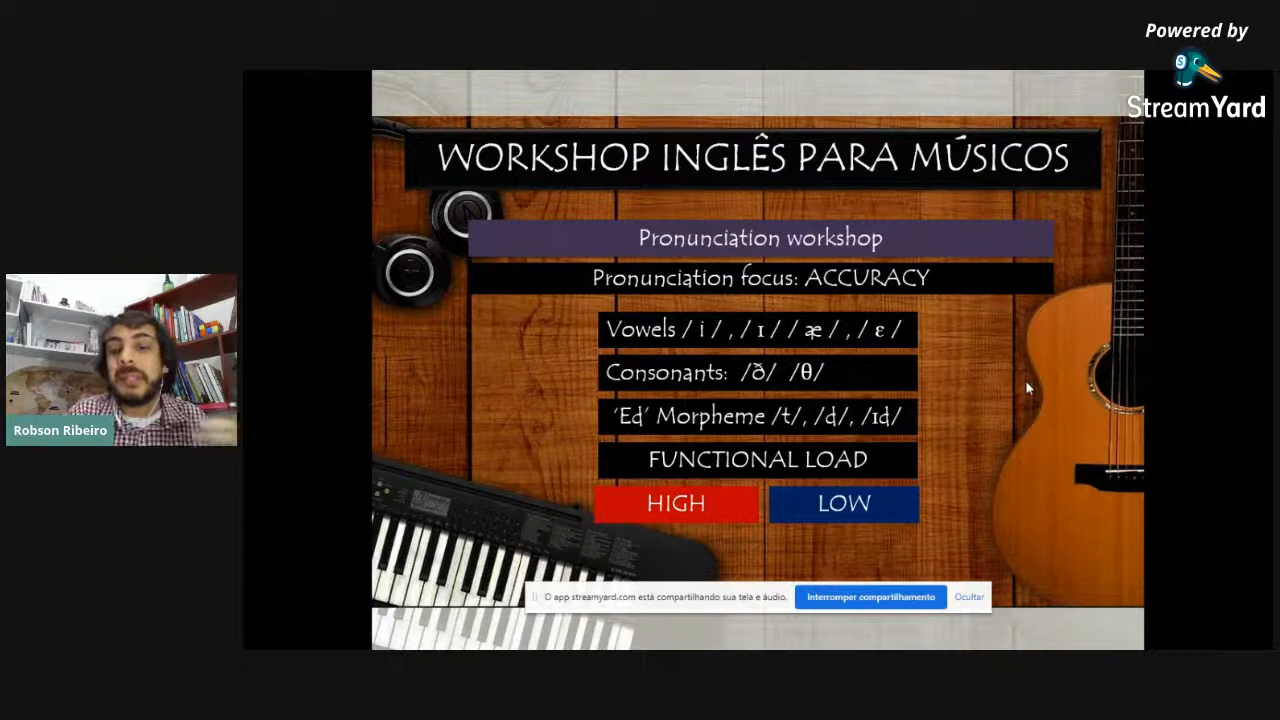 Powered by
StreamYard
WORKSHOP INGLÊS PARA MÚSICOS
Pronunciation workshop
Pronunciation focus: ACCURACY
Vowels / i / , / ɪ / / æ / , / ɛ /
Consonants: /ð/ /θ/
‘Ed’ Morpheme /t/, /d/, /ɪd/
FUNCTIONAL LOAD
HIGH
LOW
Robson Ribeiro
O app streamyard.com está compartilhando sua tela e áudio.
Interromper compartilhamento
Ocultar